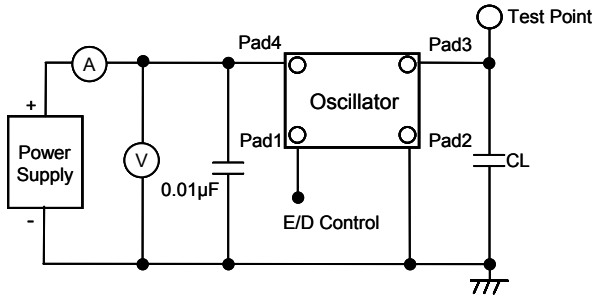 Test Point
Pad4
Pad3
A
Oscillator
+
Power
Supply
V
Pad1
Pad2
CL
0.01µF
-
E/D Control